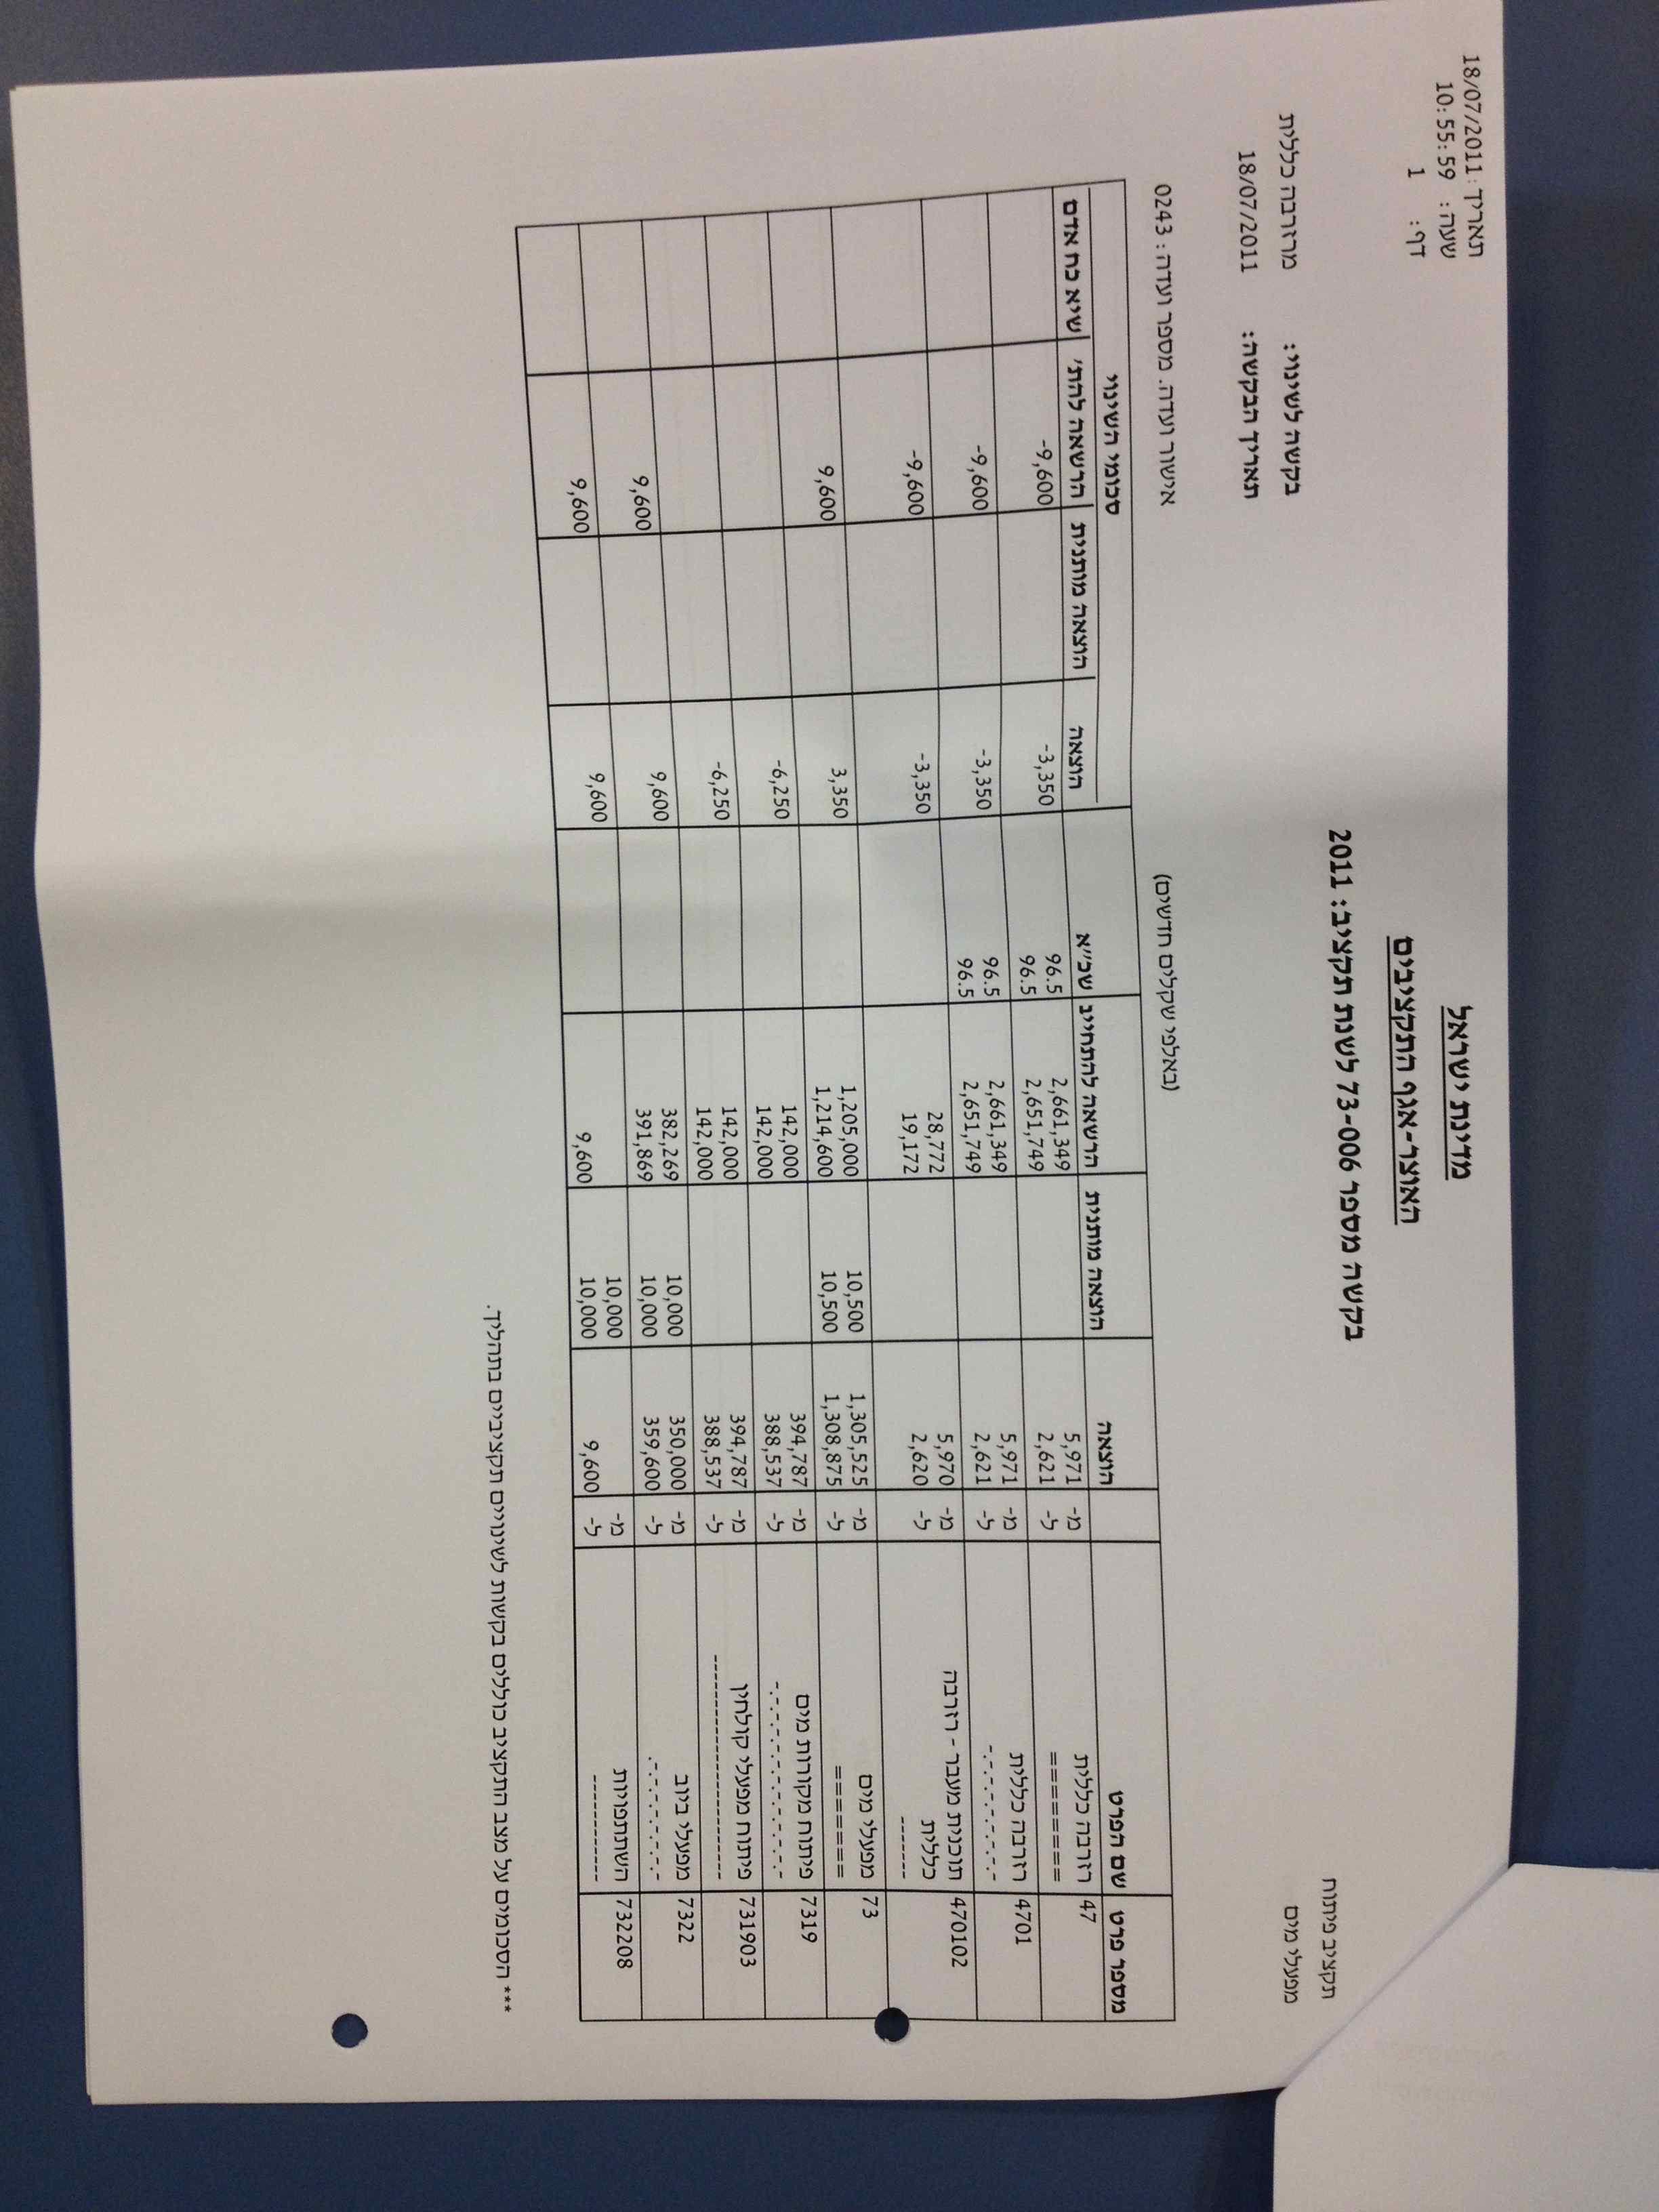 תאריך: 18/07/2011
שעה: 10:55:59
דף: 1
מדינת ישראל
האוצר-אגף התקציבים
בקשה מספר 73-006 לשנת תקציב: 2011
תקציב פיתוח
מפעלי מים
בקשה לשינוי: מרזרבה כללית
תאריך הבקשה: 18/07/2011
(באלפי שקלים חדשים)
אישור ועדה. מספר ועדה: 0243
סכומי השינוי
מספר פרט שם הפרט הוצאה הוצאה מותנית הרשאה להתחייב שכ״א הוצאה הוצאה מותנית הרשאה להתח׳ שיא כח אדם
47 רזרבה כללית מ- 5,971 2,661,349 96.5 -3,350 -9,600
======= ל- 2,621 2,651,749 96.5
4701 רזרבה כללית מ- 5,971 2,661,349 96.5 -3,350 -9,600
-.-.-.-.-.-.- ל- 2,621 2,651,749 96.5
470102 תוכנית מעבר - רזרבה מ- 5,970 28,772 -3,350 -9,600
כללית ל- 2,620 19,172
-------
73 מפעלי מים מ- 1,305,525 10,500 1,205,000 3,350 9,600
======= ל- 1,308,875 10,500 1,214,600
7319 פיתוח מקורות מים מ- 394,787 142,000 -6,250
-.-.-.-.-.-.-.-.-.- ל- 388,537 142,000
731903 פיתוח מפעלי קולחין מ- 394,787 142,000 -6,250
--------------------- ל- 388,537 142,000
7322 מפעלי ביוב מ- 350,000 10,000 382,269 9,600 9,600
-.-.-.-.-.-. ל- 359,600 10,000 391,869
732208 השתתפויות מ- 10,000 9,600 9,600
----------- ל- 9,600 10,000 9,600
*** הסכומים על מצב התקציב כוללים בקשות לשינויים תקציביים בתהליך.